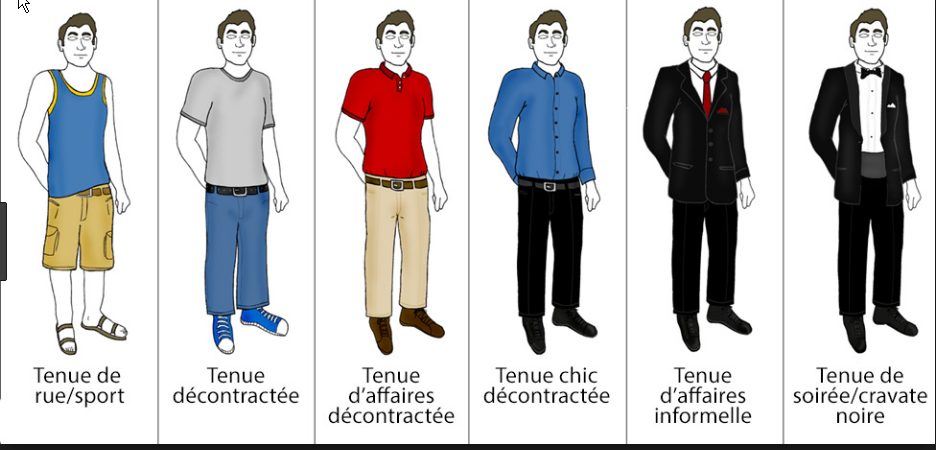 Tenue de
rue/sport
Tenue
décontractée
Tenue
d'affaires
décontractée
Tenue chic
décontractée
Tenue
d'affaires
informelle
Tenue de
soirée/cravate
noire